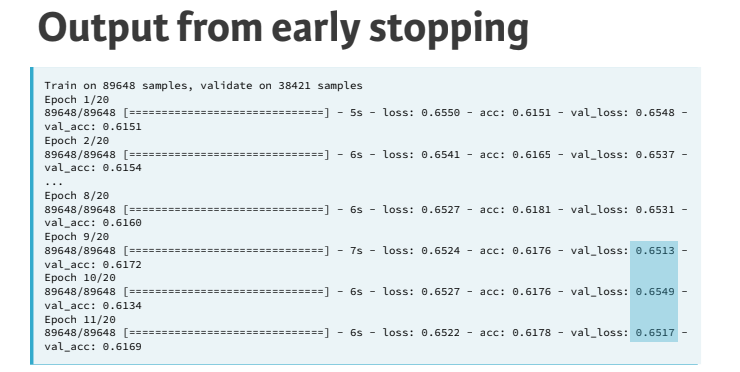 Output from early stopping
Train on 89648 samples, validate on 38421 samples
Epoch 1/20
89648/89648 [==============================] - 5s - loss: 0.6550 - acc: 0.6151 - val_loss: 0.6548 -
val_acc: 0.6151
Epoch 2/20
89648/89648 [==============================] - 6s - loss: 0.6541 - acc: 0.6165 - val_loss: 0.6537 -
val_acc: 0.6154
...
Epoch 8/20
89648/89648 [==============================] - 6s - loss: 0.6527 - acc: 0.6181 - val_loss: 0.6531 -
val_acc: 0.6160
Epoch 9/20
89648/89648 [==============================] - 7s - loss: 0.6524 - acc: 0.6176 - val_loss: 0.6513 -
val_acc: 0.6172
Epoch 10/20
89648/89648 [==============================] - 6s - loss: 0.6527 - acc: 0.6176 - val_loss: 0.6549 -
val_acc: 0.6134
Epoch 11/20
89648/89648 [==============================] - 6s - loss: 0.6522 - acc: 0.6178 - val_loss: 0.6517 -
val_acc: 0.6169